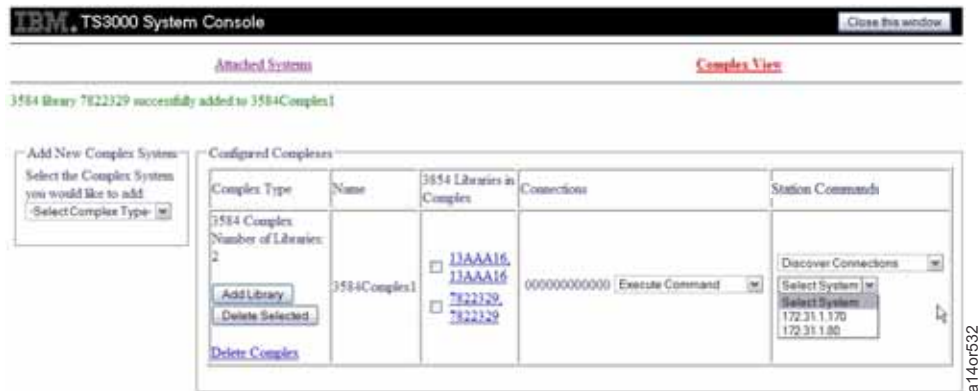 IBM. TS3000 System Console
Close this window
Attached Systems
Complex View
3584 library 7822329 successfully added to 3584Complex1
Add New Complex System
Select the Complex System
you would like to add:
-Select Complex Type-
Configured Complexes
Complex Type
Name
3854 Libraries in
Complex
Connections
Station Commands
3584 Complex
Number of Libraries:
2
Add Library
Delete Selected
Delete Complex
3584Complex1
13AAA16,
13AAA16
7822329,
7822329
000000000000 Execute Command
Discover Connections
Select System
Select System
172.31.1.170
172.31.1.80
a14or532